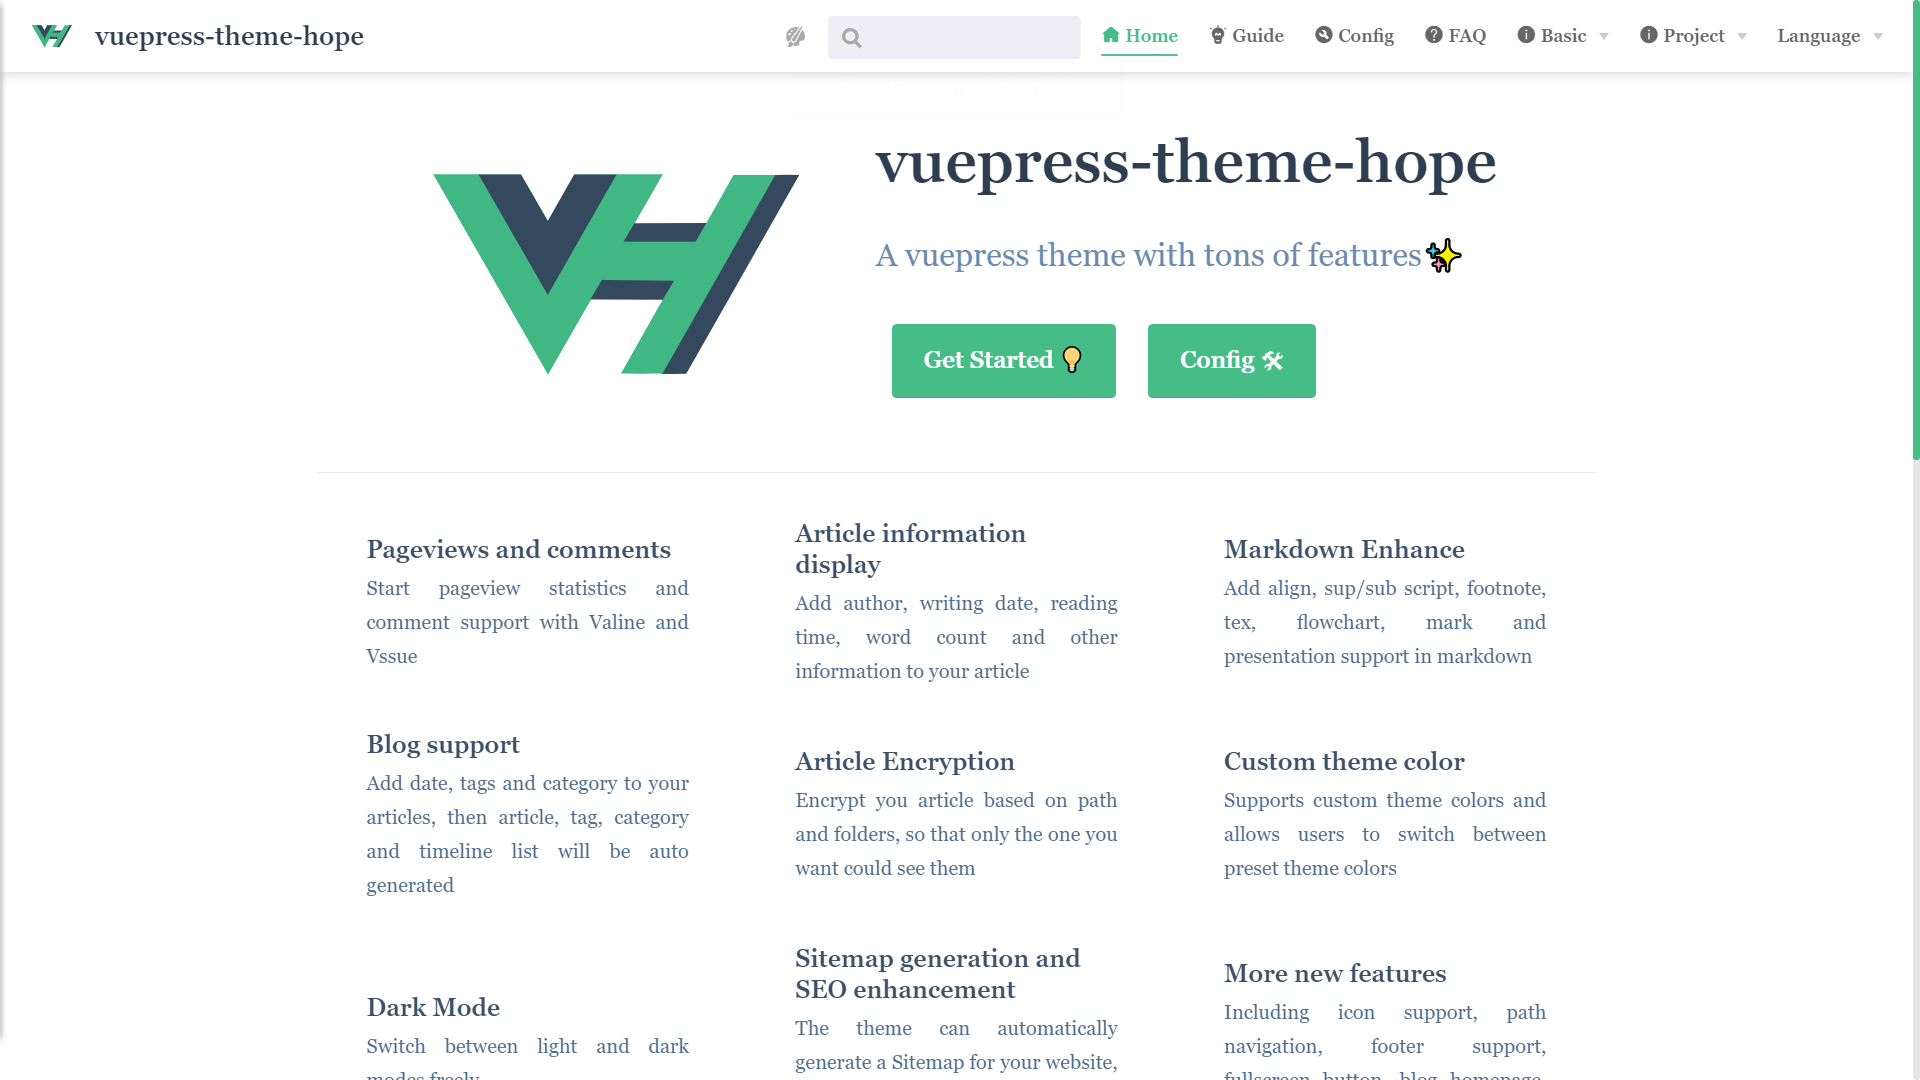 vuepress-theme-hope
Home
Guide
Config
FAQ
Basic
Project
Language
vuepress-theme-hope
A vuepress theme with tons of features✨
Get Started 💡
Config 🛠
Pageviews and comments
Start pageview statistics and
comment support with Valine and
Vssue
Article information
display
Add author, writing date, reading
time, word count and other
information to your article
Markdown Enhance
Add align, sup/sub script, footnote,
tex, flowchart, mark and
presentation support in markdown
Blog support
Add date, tags and category to your
articles, then article, tag, category
and timeline list will be auto
generated
Article Encryption
Encrypt you article based on path
and folders, so that only the one you
want could see them
Custom theme color
Supports custom theme colors and
allows users to switch between
preset theme colors
Dark Mode
Switch between light and dark
modes freely
Sitemap generation and
SEO enhancement
The theme can automatically
generate a Sitemap for your website,
More new features
Including icon support, path
navigation, footer support,
fullscreen button, blog homepage,